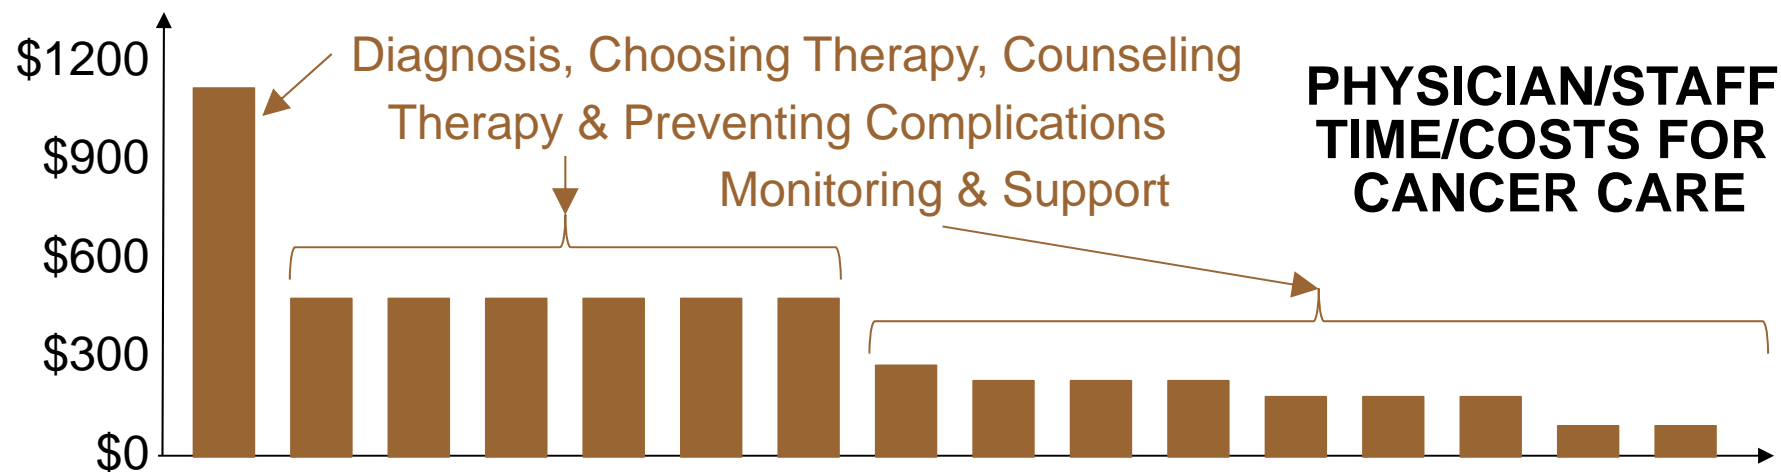 $1200
$900
$600
$300
$0
Diagnosis, Choosing Therapy, Counseling
Therapy & Preventing Complications
Monitoring & Support
PHYSICIAN/STAFF
TIME/COSTS FOR
CANCER CARE